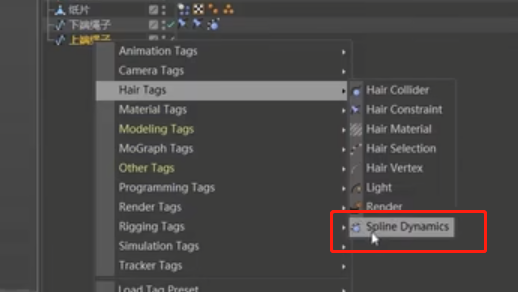 纸片
下端绳子
上端绳子
Animation Tags
Camera Tags
Hair Tags
Material Tags
Modeling Tags
MoGraph Tags
Other Tags
Programming Tags
Render Tags
Rigging Tags
Simulation Tags
Tracker Tags
Load Tag Preset
Hair Collider
Hair Constraint
Hair Material
Hair Selection
Hair Vertex
Light
Render
Spline Dynamics